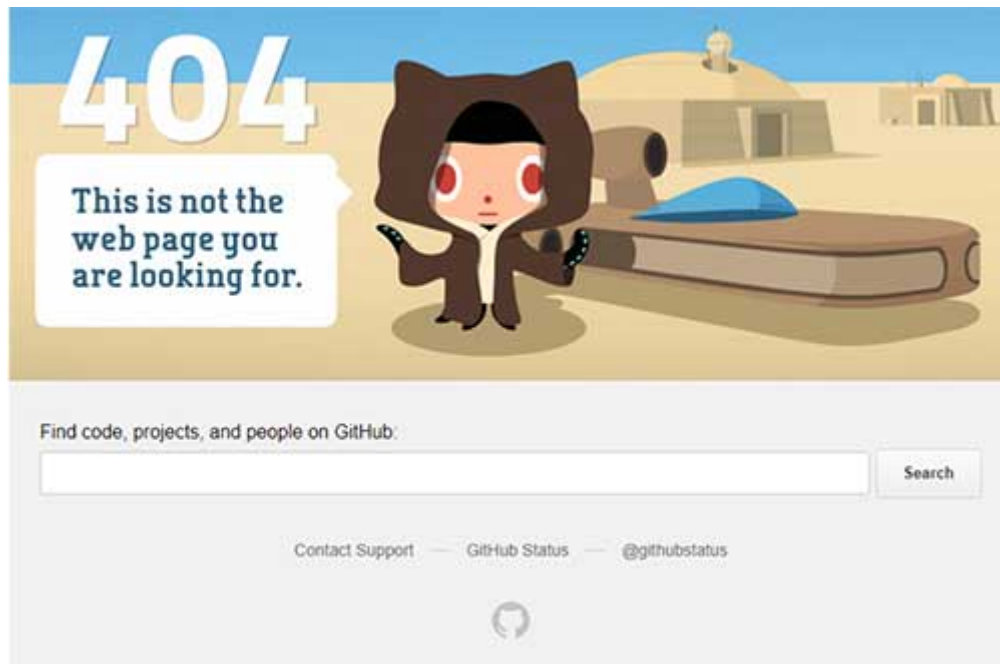 404
This is not the
web page you
are looking for.
Find code, projects, and people on GitHub:
Search
Contact Support — GitHub Status — @githubstatus